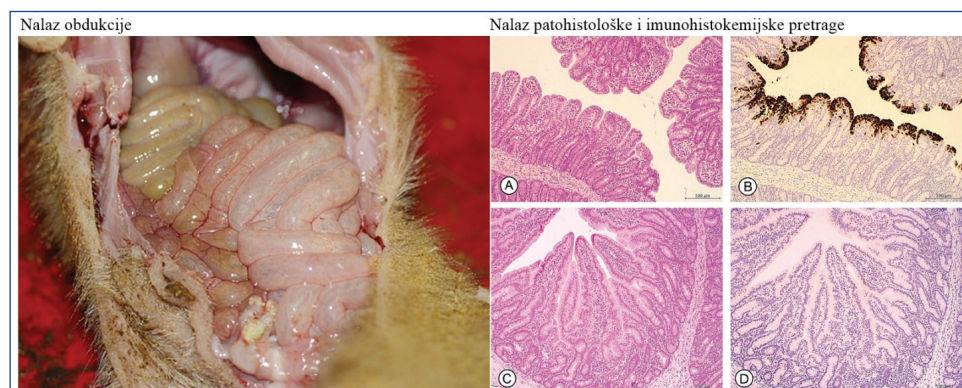 Nalaz obdukcije
Nalaz patohistološke i imunohistokemijske pretrage
A
B
C
D